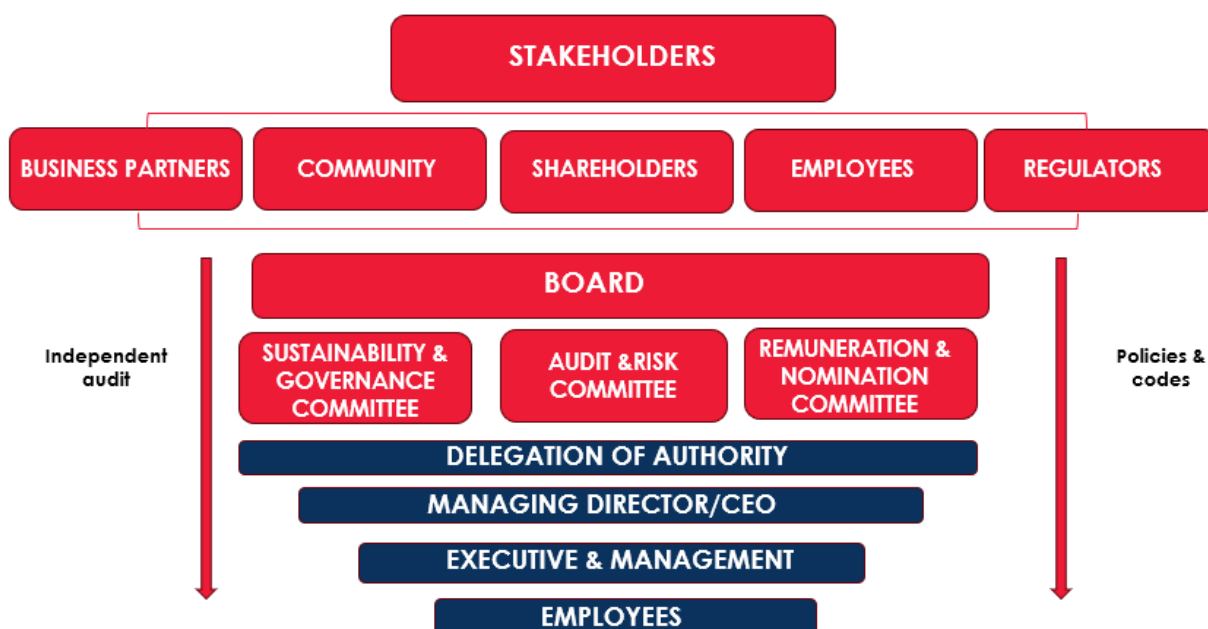 STAKEHOLDERS
BUSINESS PARTNERS
COMMUNITY
SHAREHOLDERS
EMPLOYEES
REGULATORS
BOARD
Independent
audit
SUSTAINABILITY &
GOVERNANCE
COMMITTEE
AUDIT &RISK
COMMITTEE
REMUNERATION &
NOMINATION
COMMITTEE
Policies &
codes
DELEGATION OF AUTHORITY
MANAGING DIRECTOR/CEO
EXECUTIVE & MANAGEMENT
EMPLOYEES